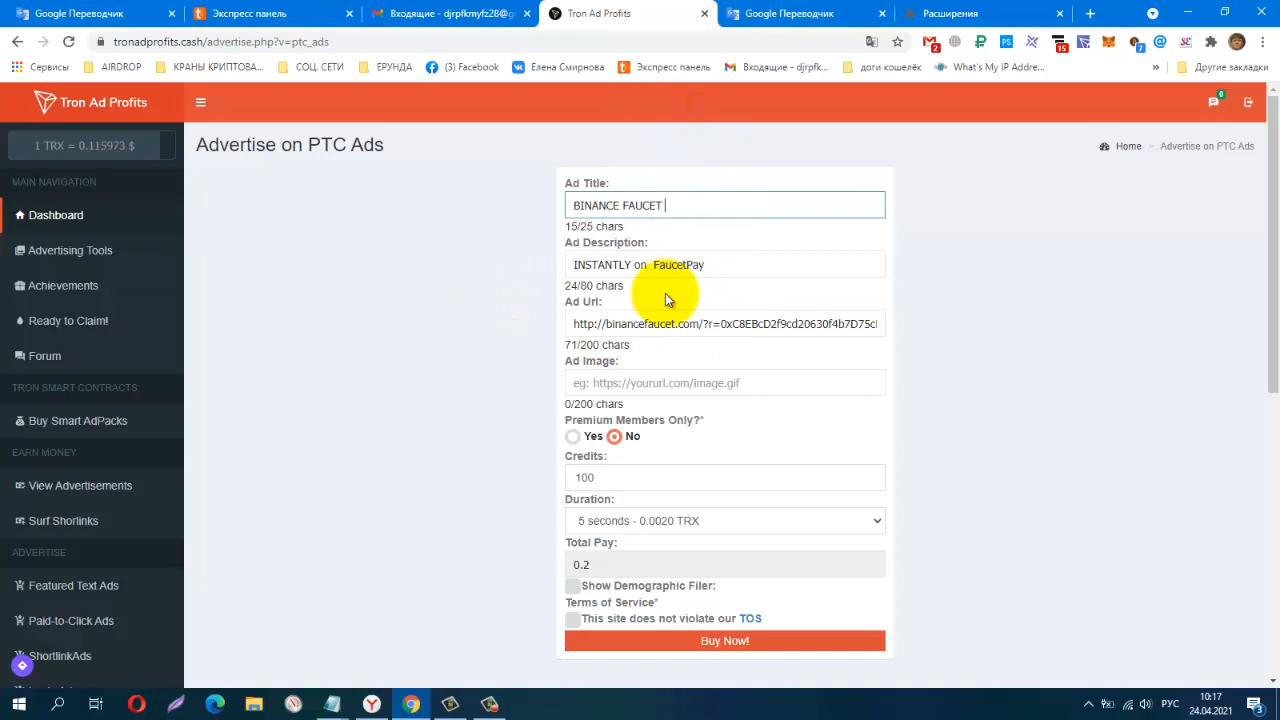 Google Переводчик
Экспресс панель
Входящие - djrpfkmyfz28@g
Tron Ad Profits
Google Переводчик
Расширения
tronadprofits.cash/advertise.php?v=ptc_ads
2
15
7
Сервисы
AIRDROP
КРАНЫ КРИПТОВА...
СОЦ. СЕТИ
ЕРУНДА
(3) Facebook
Елена Смирнова
Экспресс панель
Входящие - djrpfk...
доги кошелёк
What's My IP Addre...
»
Другие закладки
Tron Ad Profits
0
1 TRX = 0.115973 $
Advertise on PTC Ads
Home
Advertise on PTC Ads
MAIN NAVIGATION
Dashboard
Advertising Tools
Achievements
Ready to Claim!
Forum
TRON SMART CONTRACTS
Buy Smart AdPacks
EARN MONEY
View Advertisements
Surf Shorlinks
ADVERTISE
Featured Text Ads
Paid-to-Click Ads
ShortlinkAds
Ad Title:
BINANCE FAUCET
15/25 chars
Ad Description:
INSTANTLY on FaucetPay
24/80 chars
Ad Url:
http://binancefaucet.com/?r=0xC8EBcD2f9cd20630f4b7D75cl
71/200 chars
Ad Image:
eg: https://yoururl.com/image.gif
0/200 chars
Premium Members Only?*
Yes No
Credits:
100
Duration:
5 seconds - 0.0020 TRX
Total Pay:
0.2
Show Demographic Filer:
Terms of Service*
This site does not violate our TOS
Buy Now!
РУС
10:17
24.04.2021
3